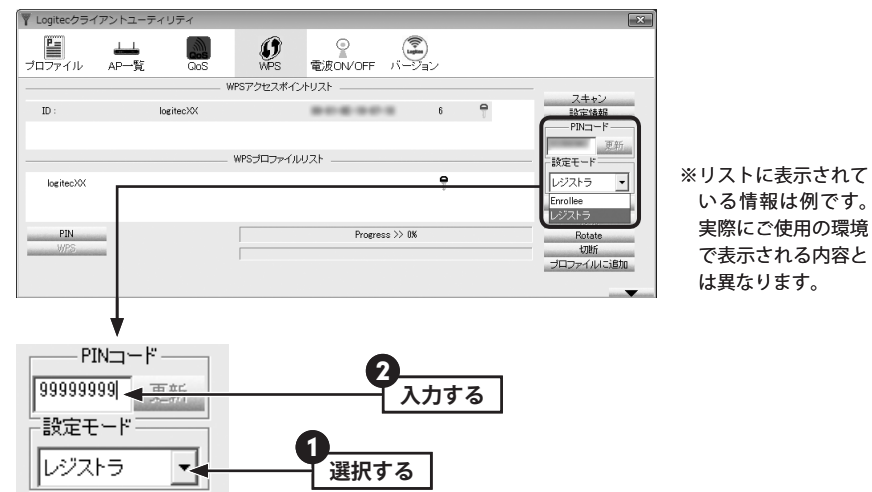 Logitecクライアントユーティリティ
プロファイル AP一覧 QoS WPS 電波ON/OFF バージョン
WPSアクセスポイントリスト
スキャン
ID : logitecXX 6
設定情報
PINコード
更新
WPSプロファイルリスト
設定モード
logitecXX
レジストラ
Enrollee
レジストラ
PIN
Progress >> 0%
Rotate
WPS
切断
プロファイルに追加
※リストに表示されて
いる情報は例です。
実際にご使用の環境
で表示される内容と
は異なります。
PINコード
99999999 更新
2
入力する
設定モード
レジストラ
1
選択する